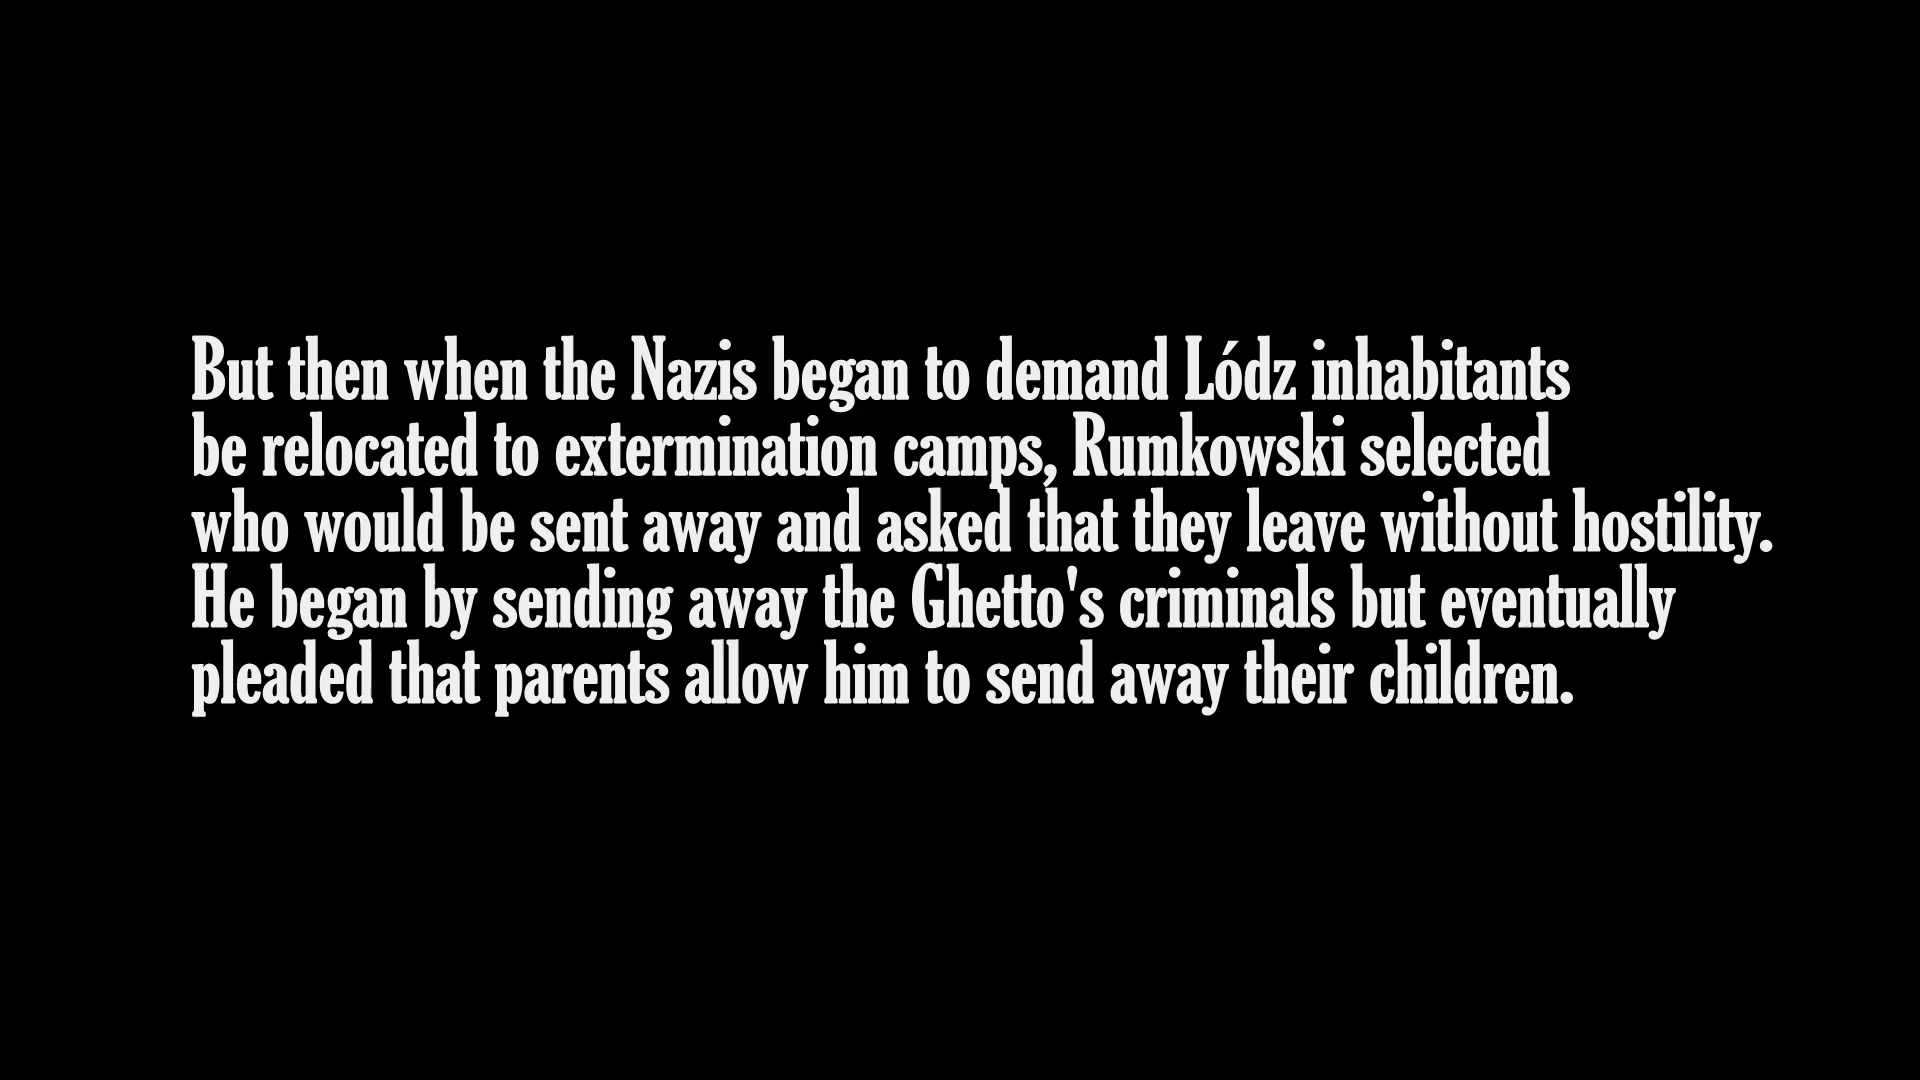 But then when the Nazis began to demand Lódz inhabitants
be relocated to extermination camps, Rumkowski selected
who would be sent away and asked that they leave without hostility.
He began by sending away the Ghetto's criminals but eventually
pleaded that parents allow him to send away their children.